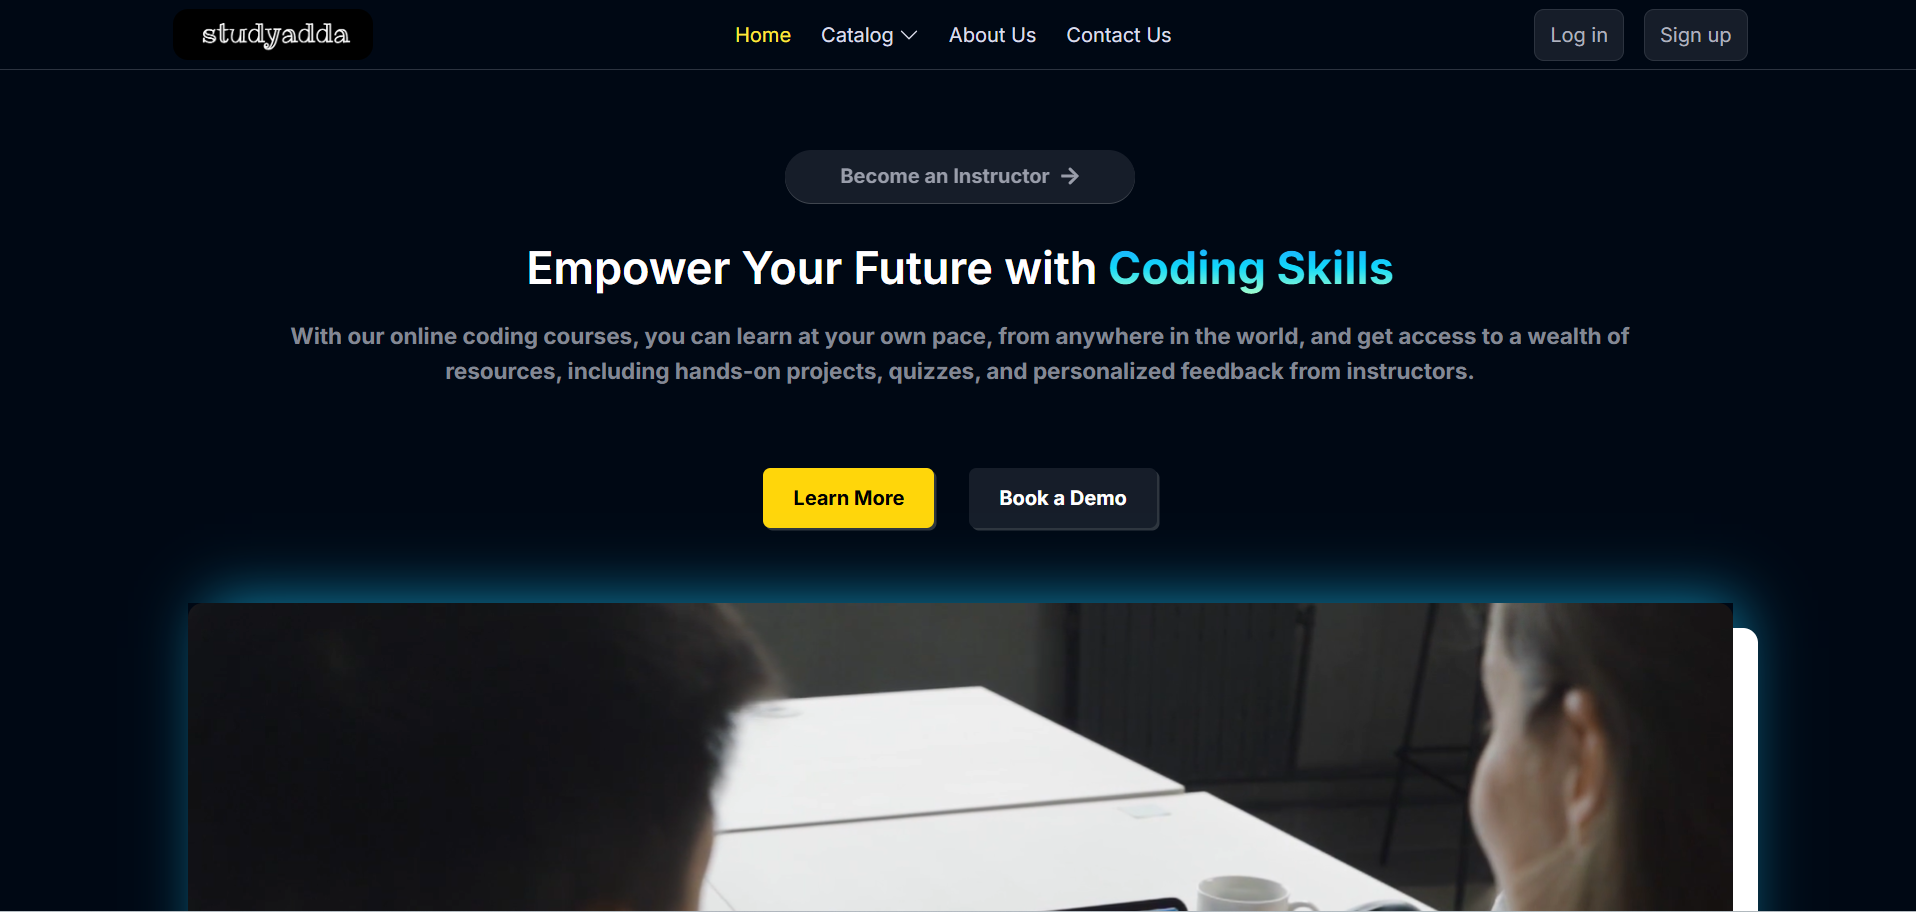 studyadda
Home Catalog About Us Contact Us
Log in Sign up
Become an Instructor
Empower Your Future with Coding Skills
With our online coding courses, you can learn at your own pace, from anywhere in the world, and get access to a wealth of
resources, including hands-on projects, quizzes, and personalized feedback from instructors.
Learn More Book a Demo